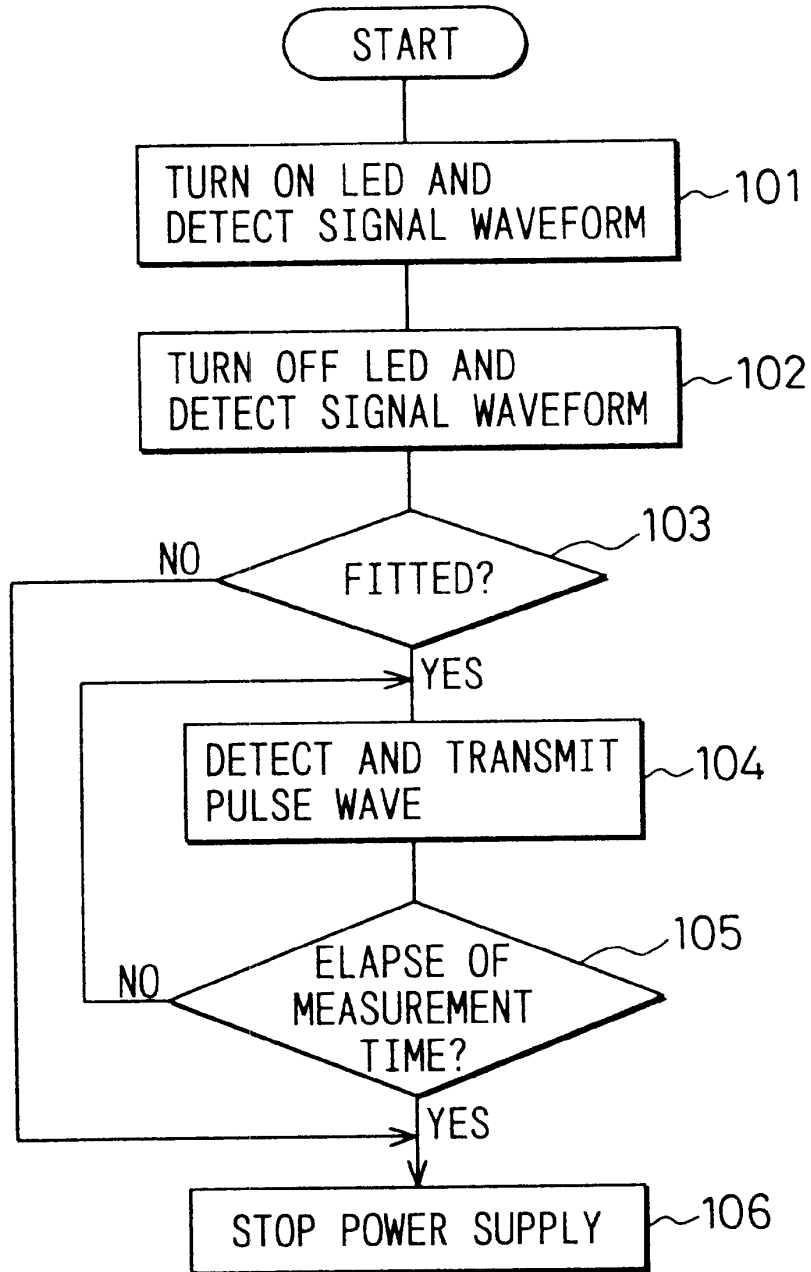 START
TURN ON LED AND
DETECT SIGNAL WAVEFORM
101
TURN OFF LED AND
DETECT SIGNAL WAVEFORM
102
103
NO
FITTED?
YES
DETECT AND TRANSMIT
PULSE WAVE
104
105
NO
ELAPSE OF
MEASUREMENT
TIME?
YES
STOP POWER SUPPLY
106